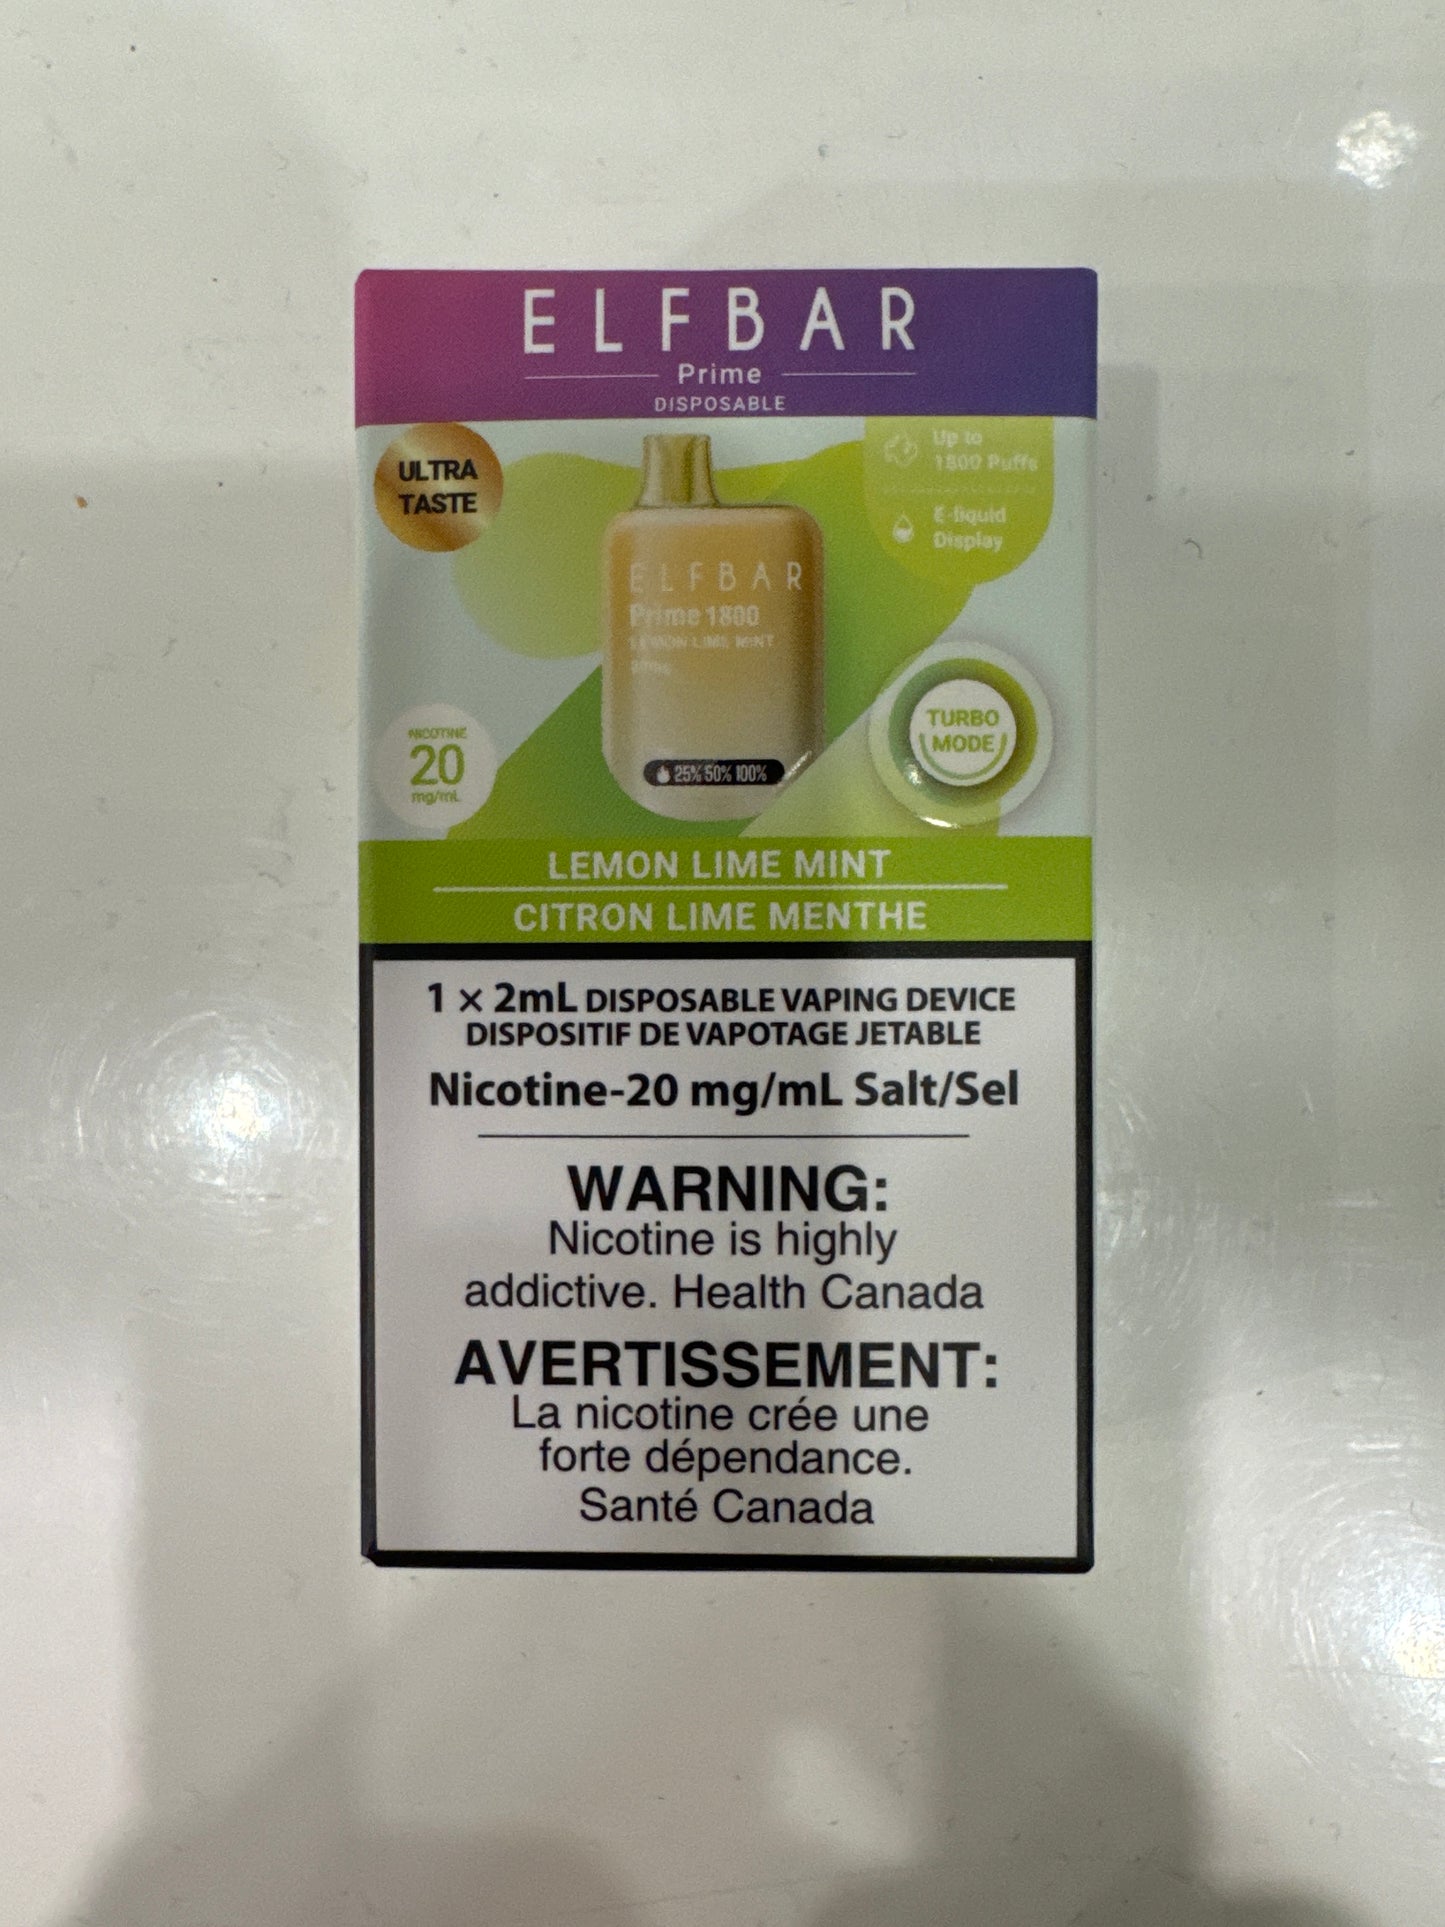 ELFBAR
Prime
DISPOSABLE
ULTRA
TASTE
Up to
1800 Puffs
E-liquid
Display
ELFBAR
Prime 1800
LEMON LIME MINT
NICOTINE
20
mg/mL
TURBO
MODE
25% 50% 100%
LEMON LIME MINT
CITRON LIME MENTHE
1 × 2mL DISPOSABLE VAPING DEVICE
DISPOSITIF DE VAPOTAGE JETABLE
Nicotine-20 mg/mL Salt/Sel
WARNING:
Nicotine is highly
addictive. Health Canada
AVERTISSEMENT:
La nicotine crée une
forte dépendance.
Santé Canada